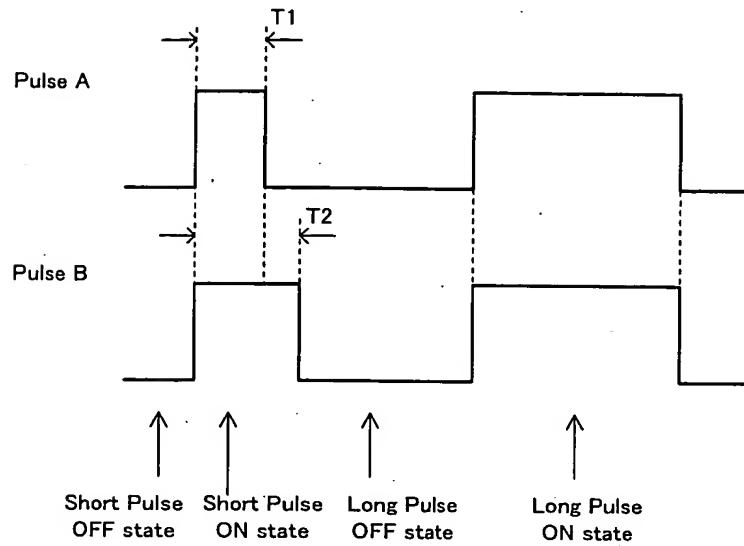 T1
Pulse A
T2
Pulse B
Short Pulse
OFF state
Short Pulse
ON state
Long Pulse
OFF state
Long Pulse
ON state